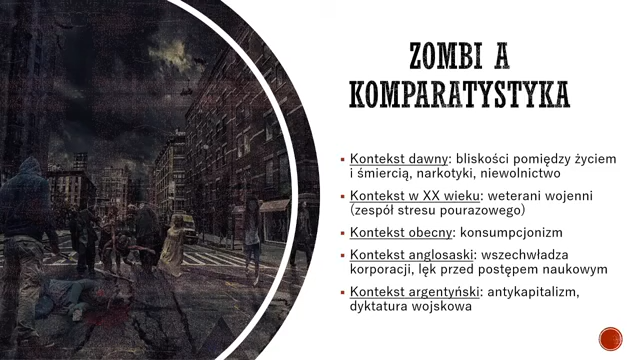 ZOMBI A
KOMPARATYSTYKA
Kontekst dawny: bliskości pomiędzy życiem
i śmiercią, narkotyki, niewolnictwo
Kontekst w XX wieku: weterani wojenni
(zespół stresu pourazowego)
Kontekst obecny: konsumpcjonizm
Kontekst anglosaski: wszechwładza
korporacji, lęk przed postępem naukowym
Kontekst argentyński: antykapitalizm,
dyktatura wojskowa